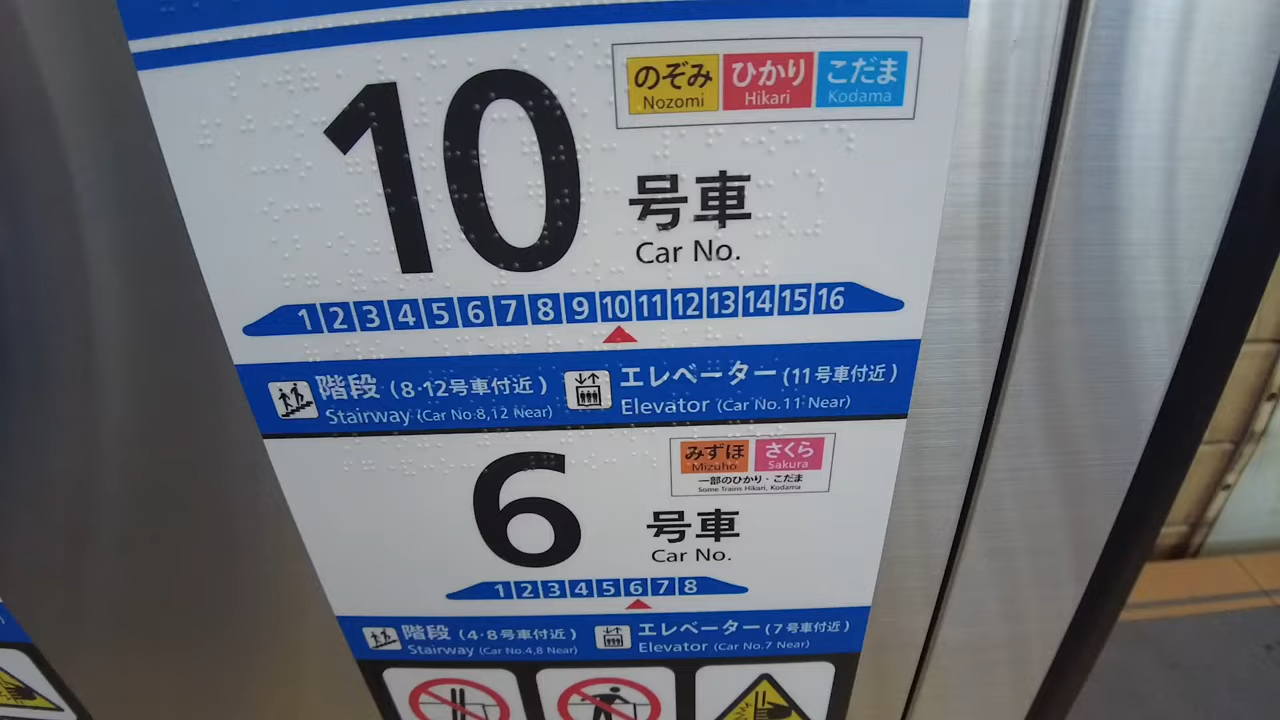 のぞみ ひかり こだま
Nozomi Hikari Kodama
10 号車
Car No.
1 2 3 4 5 6 7 8 9 10 11 12 13 14 15 16
階段 (8・12号車付近) エレベーター (11号車付近)
Stairway (Car No.8,12 Near) Elevator (Car No.11 Near)
みずほ さくら
Mizuho Sakura
一部のひかり・こだま
Some Trains Hikari, Kodama
6 号車
Car No.
1 2 3 4 5 6 7 8
階段 (4・8号車付近) エレベーター (7号車付近)
Stairway (Car No.4,8 Near) Elevator (Car No.7 Near)